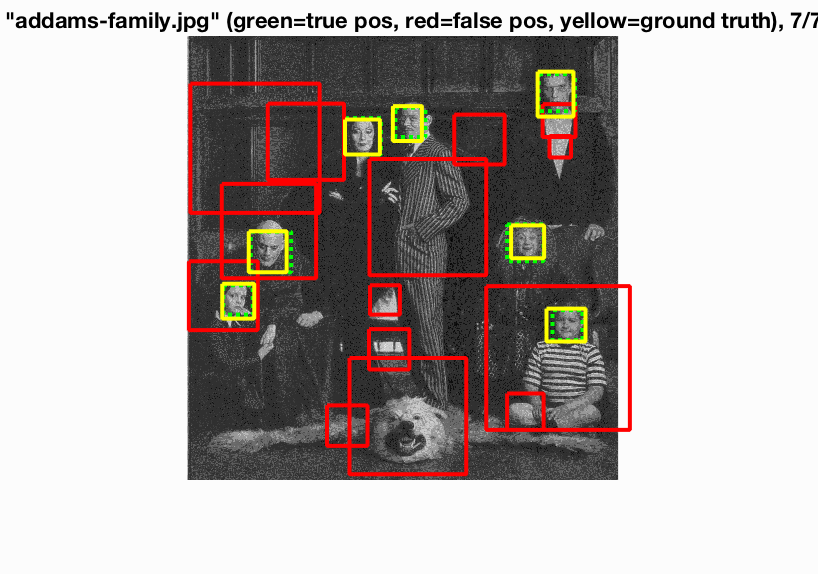 "addams-family.jpg" (green=true pos, red=false pos, yellow=ground truth), 7/7